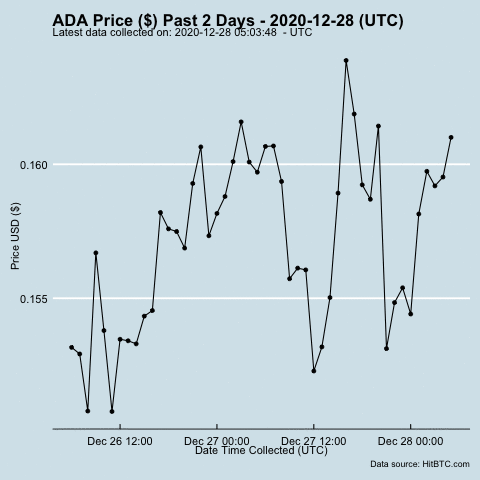 ADA Price ($) Past 2 Days - 2020-12-28 (UTC)
Latest data collected on: 2020-12-28 05:03:48  - UTC
0.160
0.155
Price USD ($)
Dec 26 12:00 Dec 27 00:00 Dec 27 12:00 Dec 28 00:00
Date Time Collected (UTC)
Data source: HitBTC.com